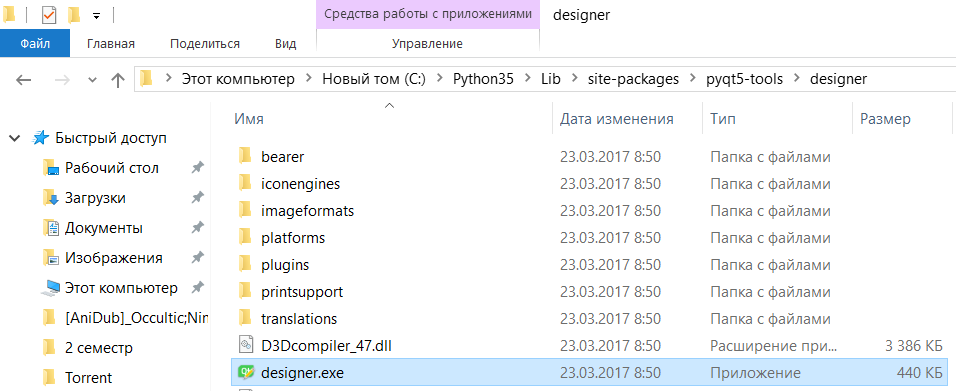 Средства работы с приложениями designer
Файл Главная Поделиться Вид Управление
Этот компьютер Новый том (C:) Python35 Lib site-packages pyqt5-tools designer
Имя Дата изменения Тип Размер
Быстрый доступ
Рабочий стол
Загрузки
Документы
Изображения
Этот компьютер
[AniDub]_Occultic;Nin
2 семестр
Torrent
bearer 23.03.2017 8:50 Папка с файлами
iconengines 23.03.2017 8:50 Папка с файлами
imageformats 23.03.2017 8:50 Папка с файлами
platforms 23.03.2017 8:50 Папка с файлами
plugins 23.03.2017 8:50 Папка с файлами
printsupport 23.03.2017 8:50 Папка с файлами
translations 23.03.2017 8:50 Папка с файлами
D3Dcompiler_47.dll 23.03.2017 8:50 Расширение при... 3 386 КБ
designer.exe 23.03.2017 8:50 Приложение 440 КБ